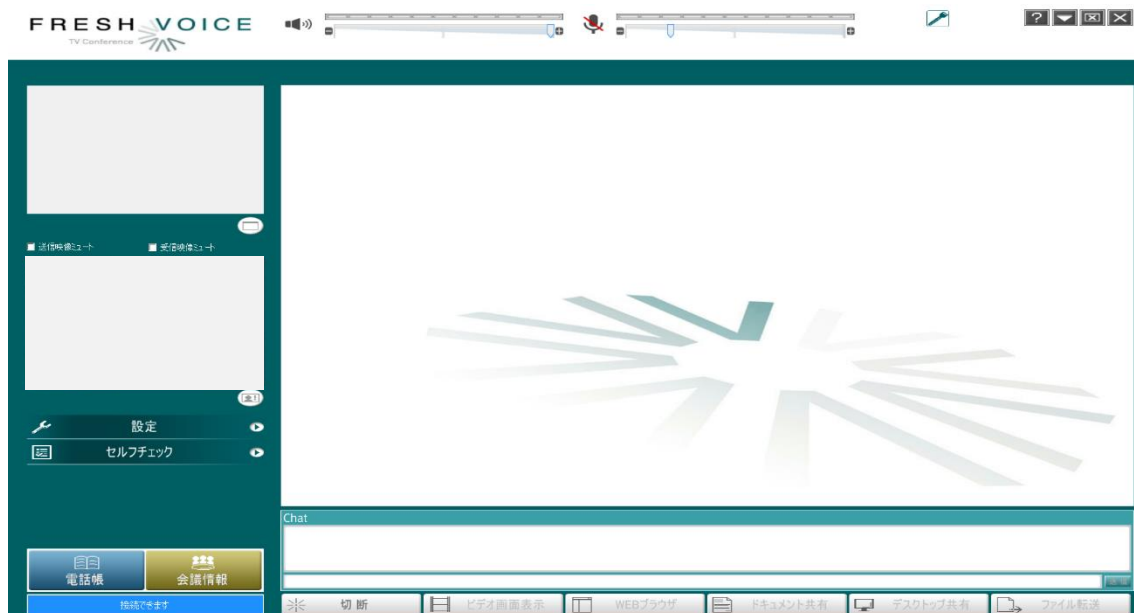 FRESH VOICE
TV Conference
送信映像ミュート 受信映像ミュート
設定
セルフチェック
Chat
電話帳 会議情報
接続できます
切断 ビデオ画面表示 WEBブラウザ ドキュメント共有 デスクトップ共有 ファイル転送